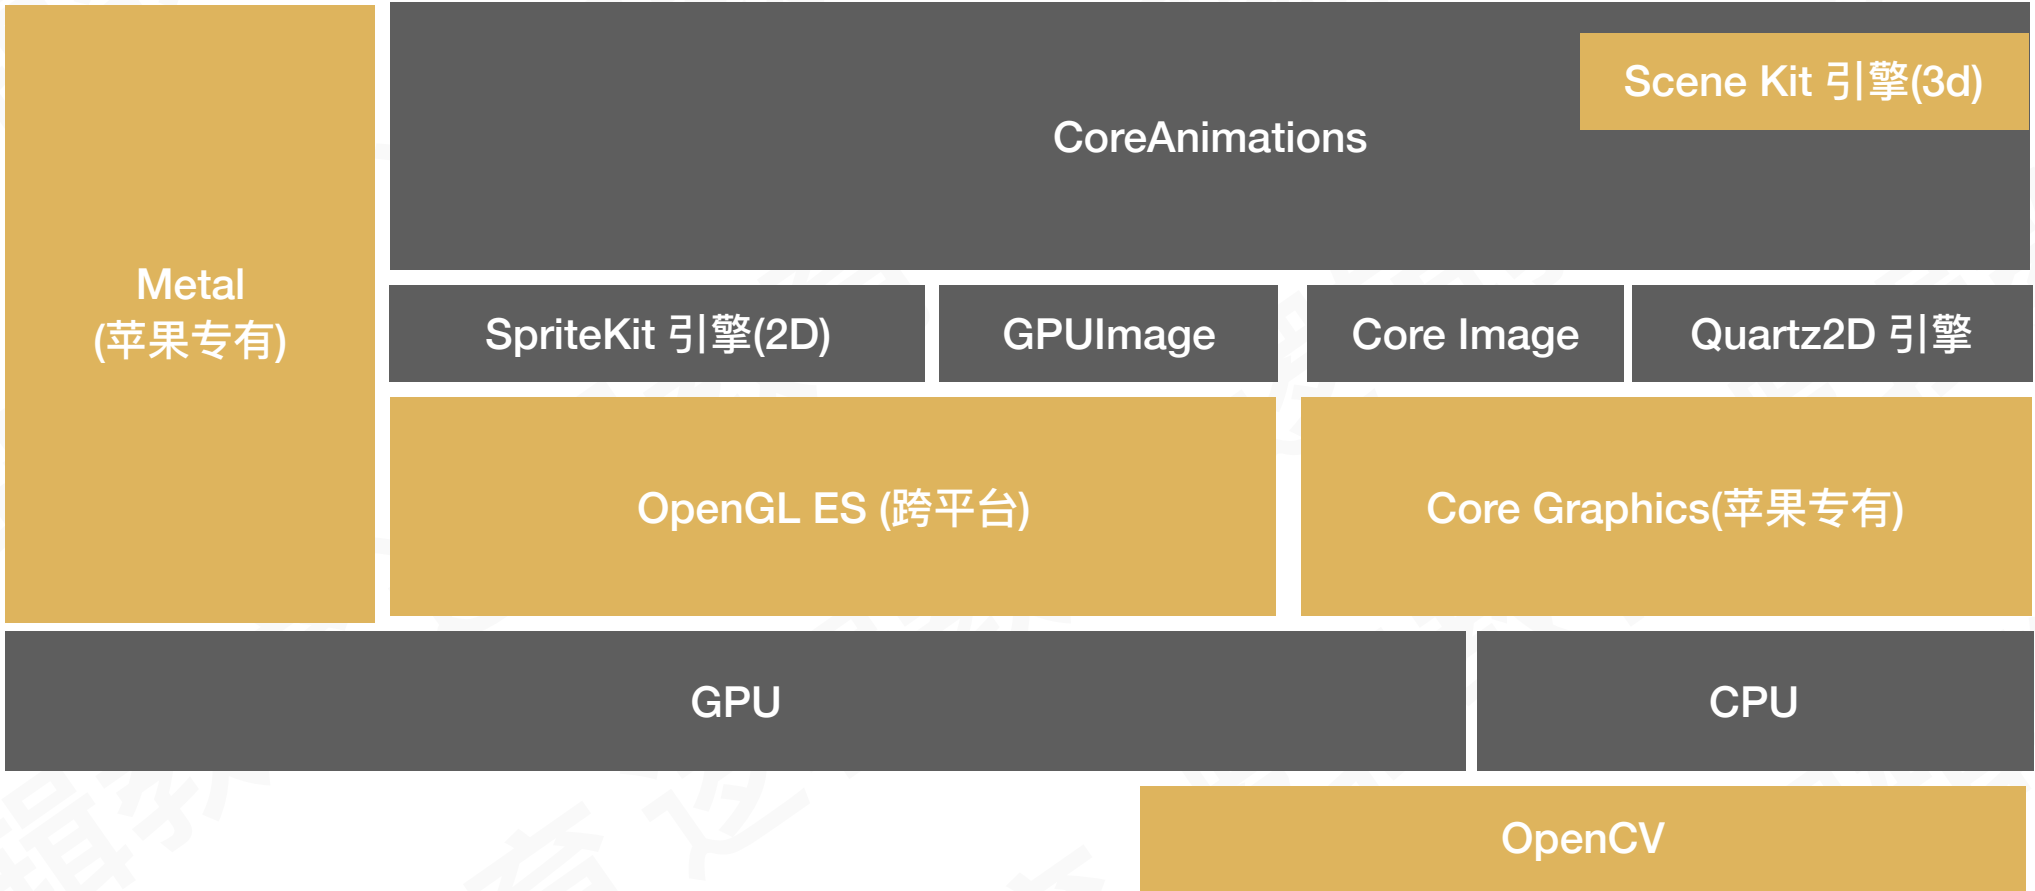 Scene Kit 引擎(3d)
CoreAnimations
Metal
(苹果专有)
SpriteKit 引擎(2D)
GPUImage
Core Image
Quartz2D 引擎
OpenGL ES (跨平台)
Core Graphics(苹果专有)
GPU
CPU
OpenCV